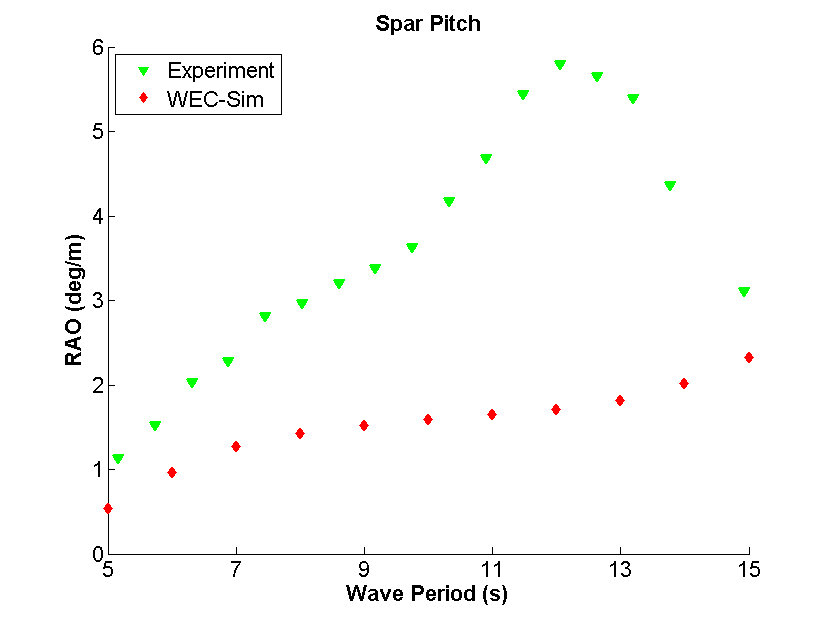 Spar Pitch
Experiment
WEC-Sim
RAO (deg/m)
6
5
4
3
2
1
0
5 7 9 11 13 15
Wave Period (s)